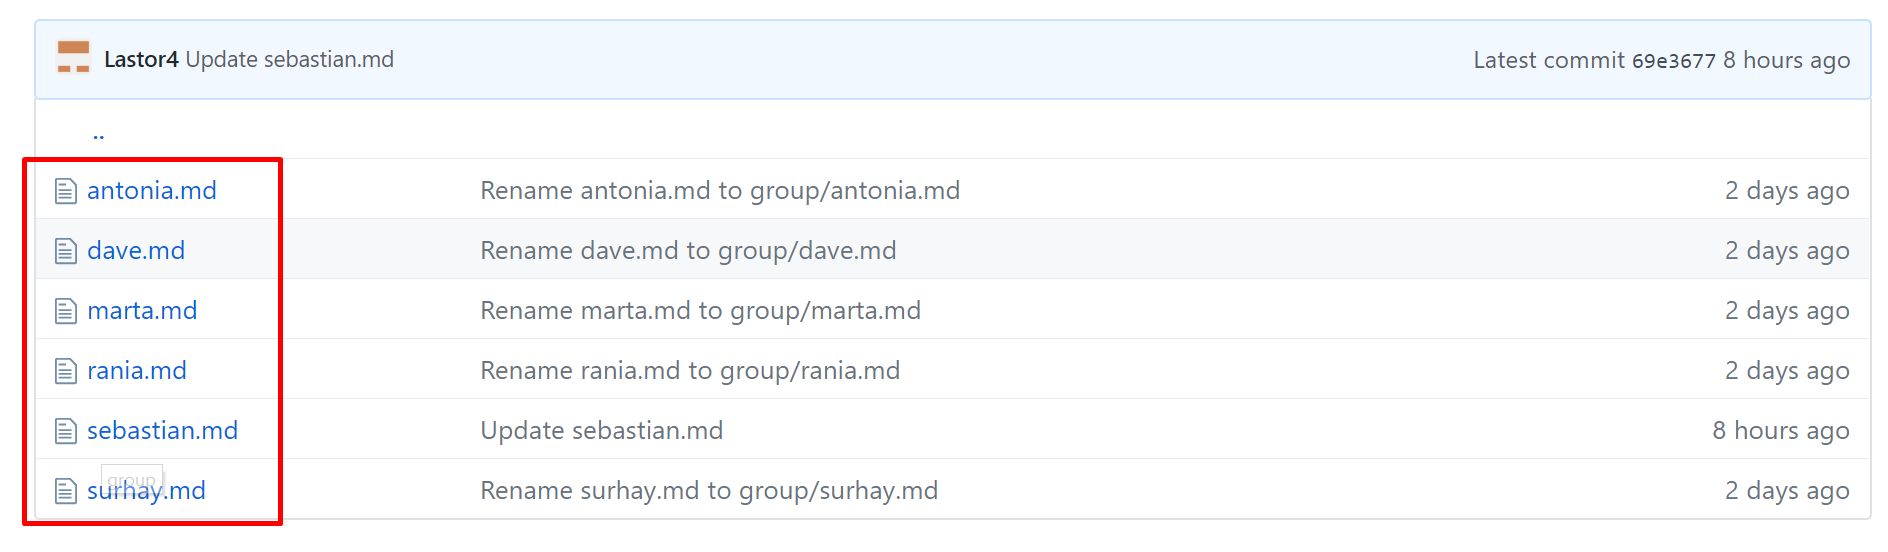 Lastor4 Update sebastian.md Latest commit 69e3677 8 hours ago
..
antonia.md Rename antonia.md to group/antonia.md 2 days ago
dave.md Rename dave.md to group/dave.md 2 days ago
marta.md Rename marta.md to group/marta.md 2 days ago
rania.md Rename rania.md to group/rania.md 2 days ago
sebastian.md Update sebastian.md 8 hours ago
group
surhay.md Rename surhay.md to group/surhay.md 2 days ago